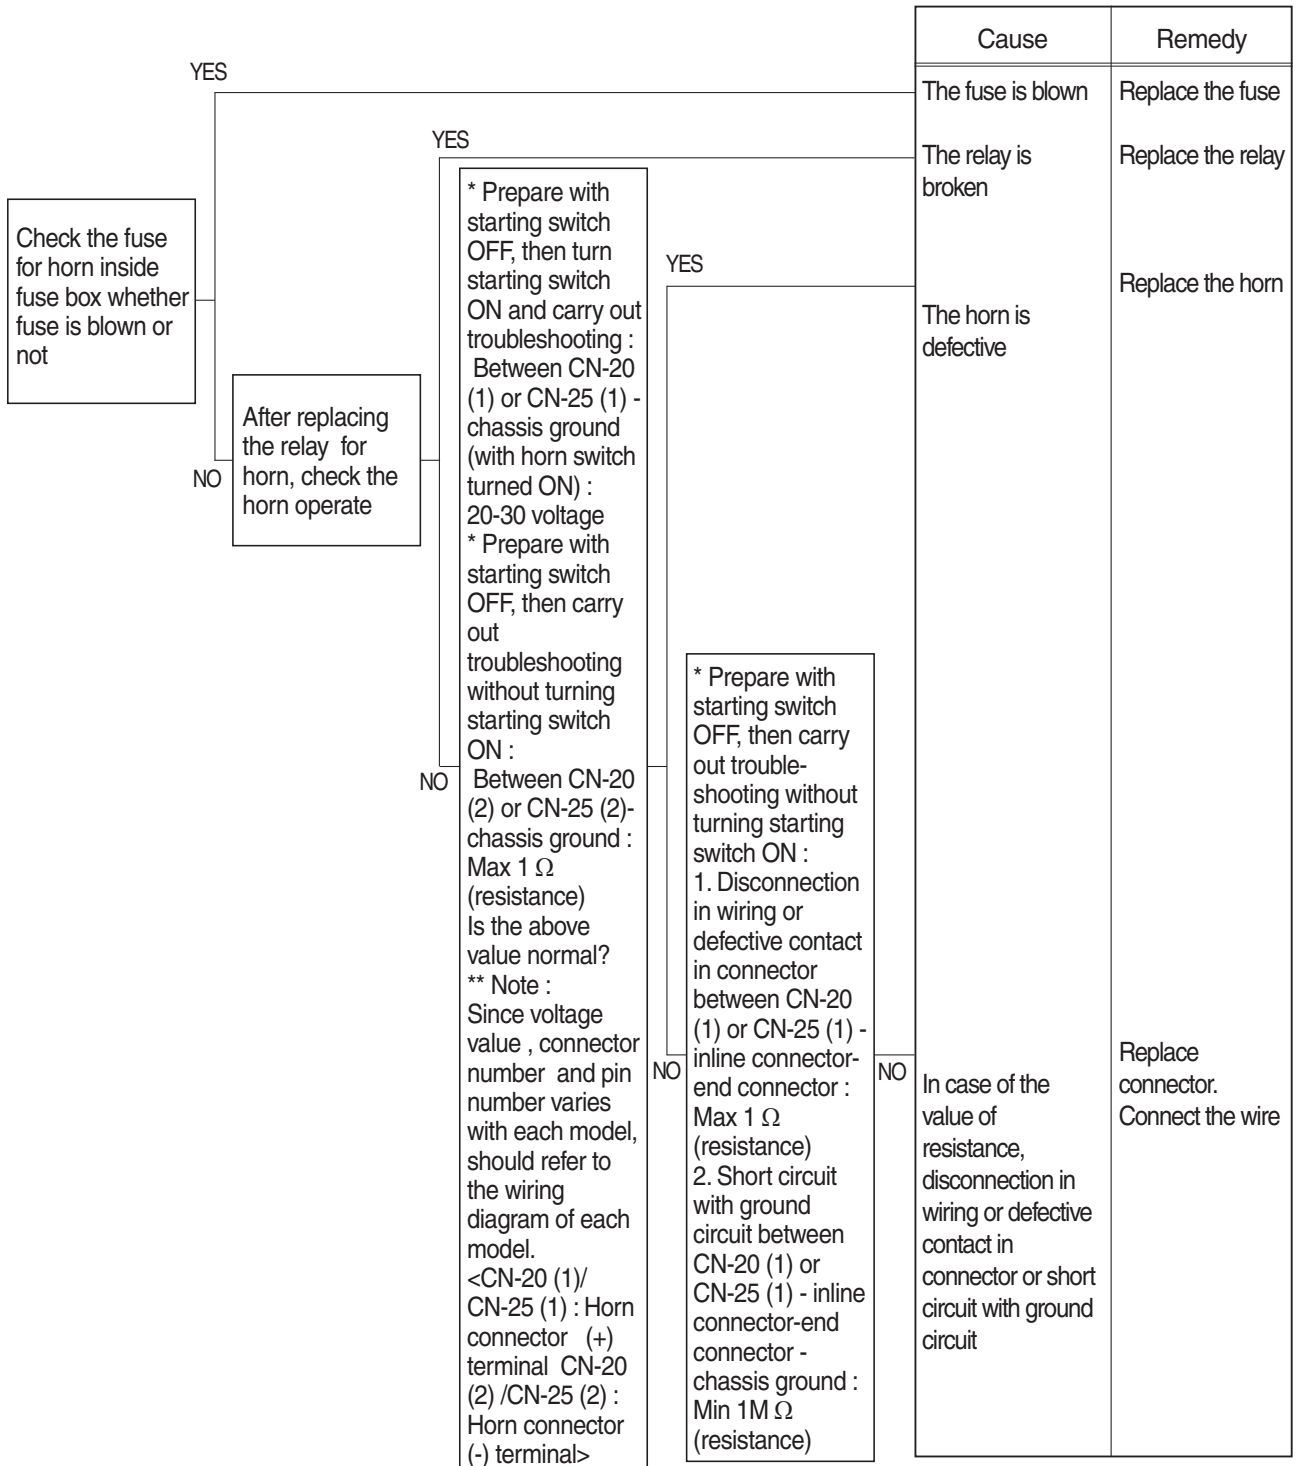 Cause
Remedy
YES
The fuse is blown
Replace the fuse
YES
The relay is
broken
Replace the relay
Check the fuse
for horn inside
fuse box whether
fuse is blown or
not
NO
After replacing
the relay for
horn, check the
horn operate
* Prepare with
starting switch
OFF, then turn
starting switch
ON and carry out
troubleshooting :
Between CN-20
(1) or CN-25 (1) -
chassis ground
(with horn switch
turned ON) :
20-30 voltage
* Prepare with
starting switch
OFF, then carry
out
troubleshooting
without turning
starting switch
ON :
Between CN-20
(2) or CN-25 (2)-
chassis ground :
Max 1 Ω
(resistance)
Is the above
value normal?
** Note :
Since voltage
value , connector
number and pin
number varies
with each model,
should refer to
the wiring
diagram of each
model.
<CN-20 (1)/
CN-25 (1) : Horn
connector (+)
terminal CN-20
(2) /CN-25 (2) :
Horn connector
(-) terminal>
NO
YES
The horn is
defective
Replace the horn
* Prepare with
starting switch
OFF, then carry
out trouble-
shooting without
turning starting
switch ON :
1. Disconnection
in wiring or
defective contact
in connector
between CN-20
(1) or CN-25 (1) -
inline connector-
end connector :
Max 1 Ω
(resistance)
2. Short circuit
with ground
circuit between
CN-20 (1) or
CN-25 (1) - inline
connector-end
connector -
chassis ground :
Min 1M Ω
(resistance)
NO
NO
In case of the
value of
resistance,
disconnection in
wiring or defective
contact in
connector or short
circuit with ground
circuit
Replace
connector.
Connect the wire